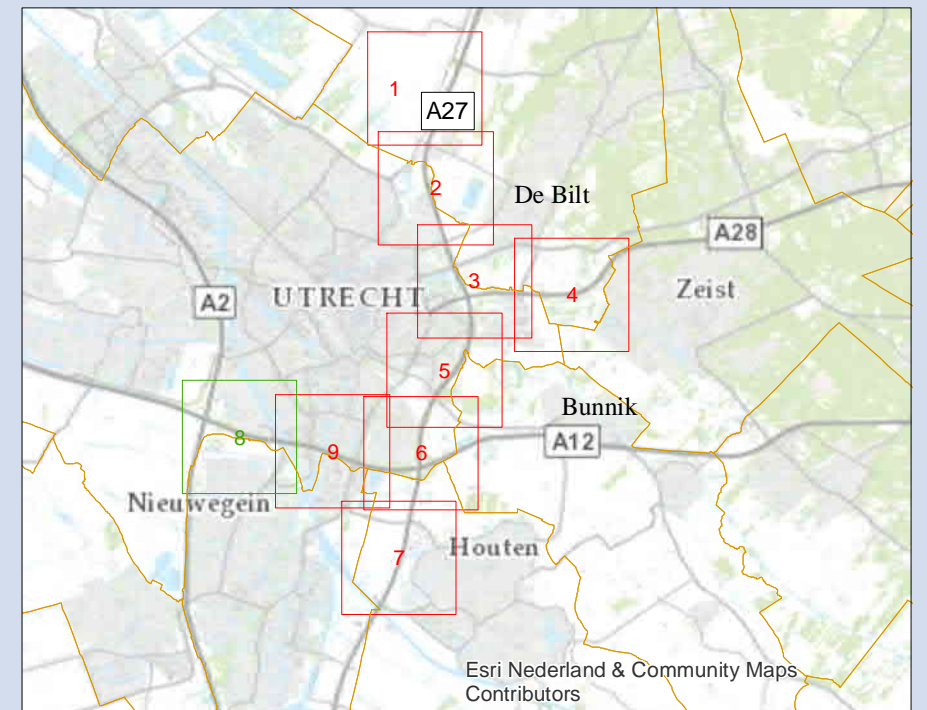 1
A27
2
De Bilt
A28
3
4
Zeist
A2
UTRECHT
5
Bunnik
8
9
6
A12
Nieuwegein
7
Houten
Esri Nederland & Community Maps
Contributors